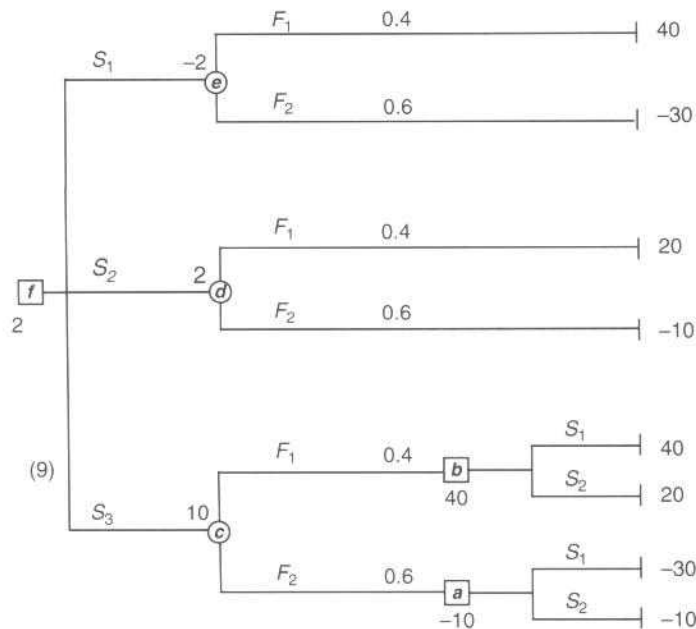 F₁ 0.4 40
S₁ –2 e
F₂ 0.6 –30
F₁ 0.4 20
S₂ 2 d
f
2
F₂ 0.6 –10
S₁ 40
F₁ 0.4 b
(9) 40 S₂ 20
S₃ 10 c
S₁ –30
F₂ 0.6 a
–10 S₂ –10